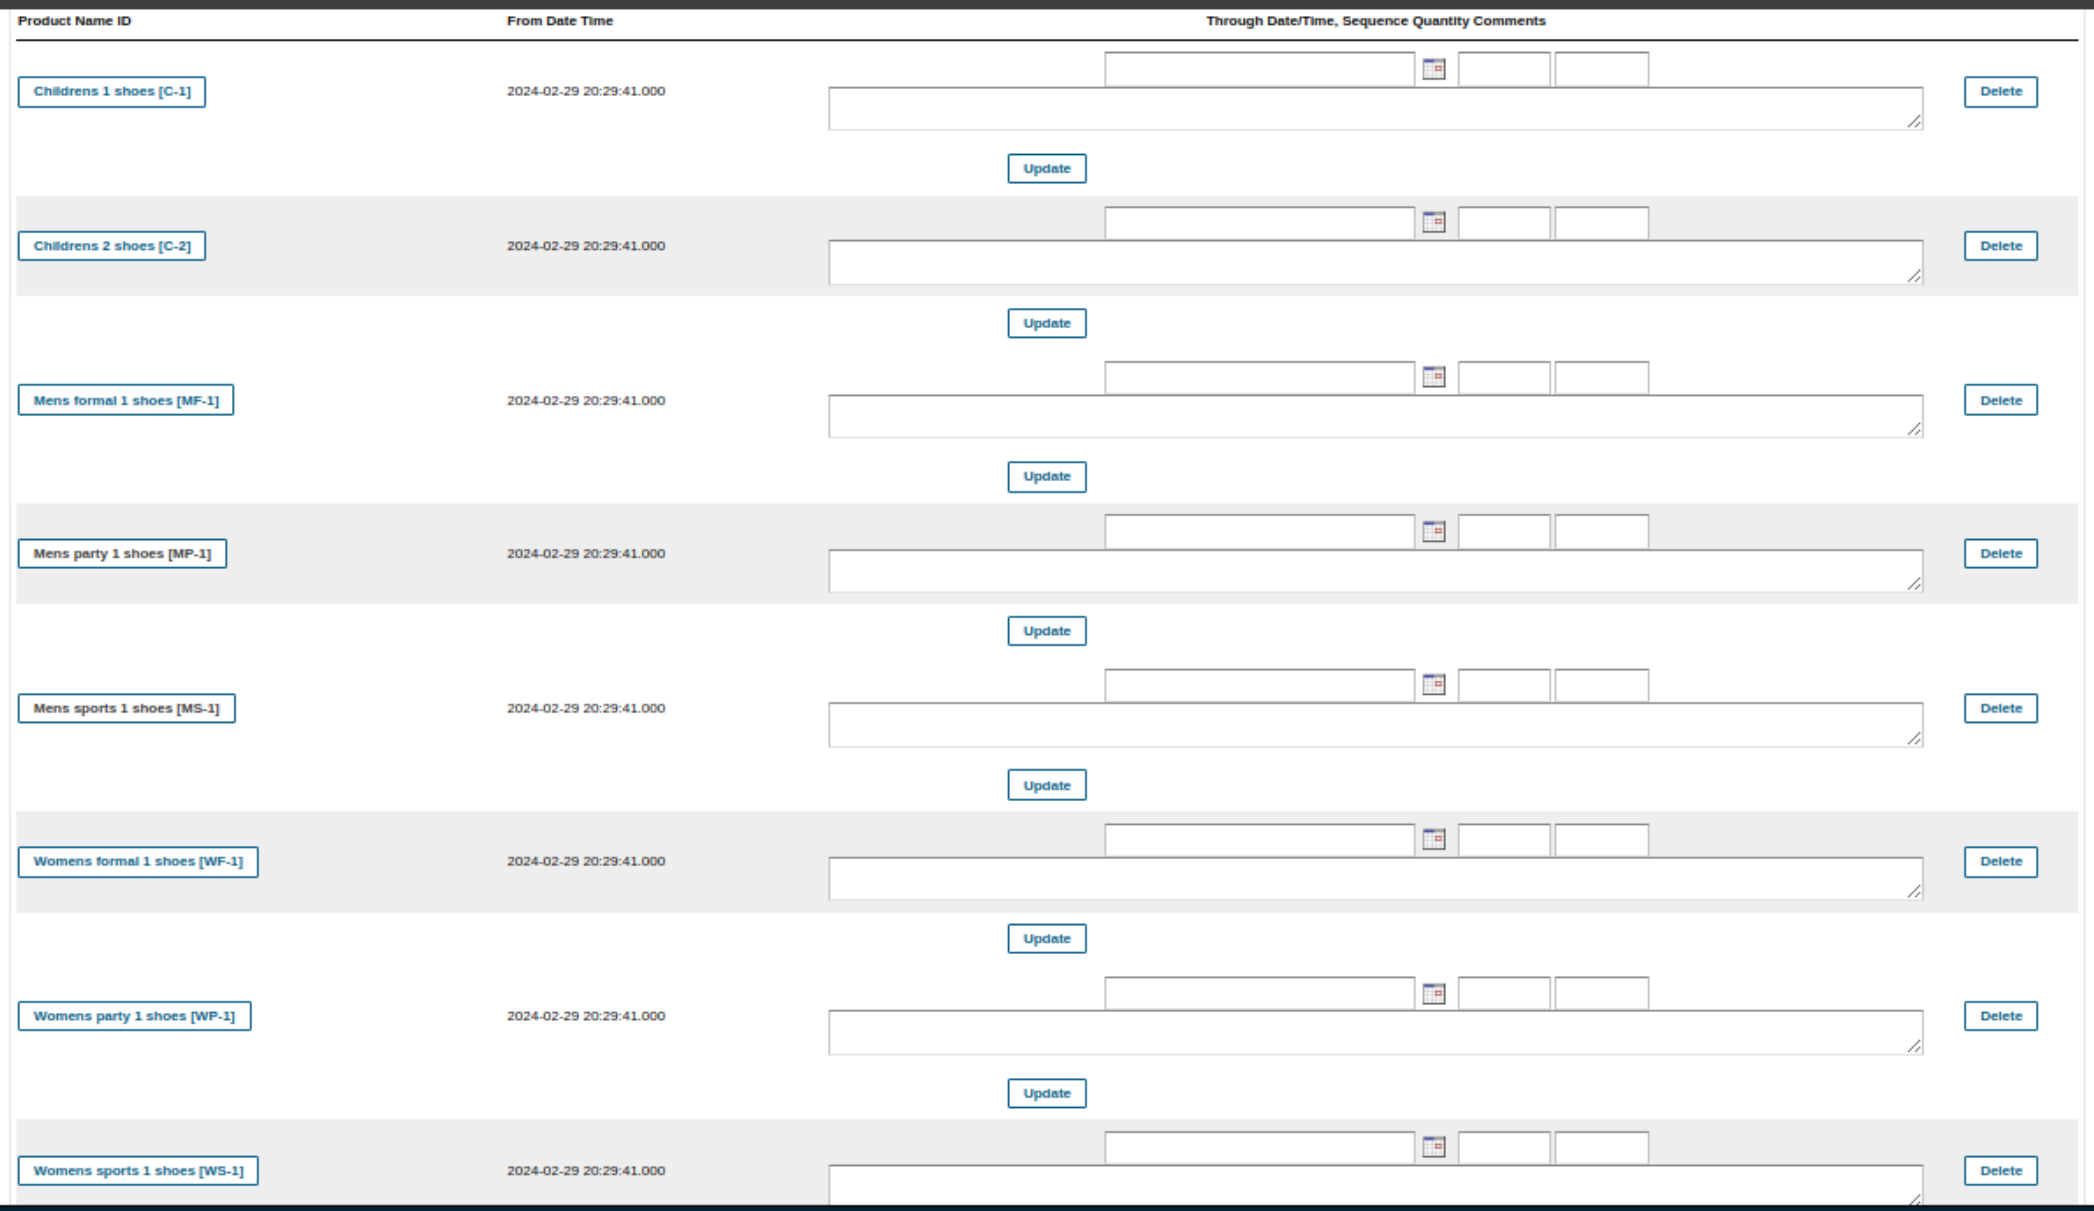 Product Name ID From Date Time Through Date/Time, Sequence Quantity Comments
Childrens 1 shoes [C-1] 2024-02-29 20:29:41.000 Delete
Update
Childrens 2 shoes [C-2] 2024-02-29 20:29:41.000 Delete
Update
Mens formal 1 shoes [MF-1] 2024-02-29 20:29:41.000 Delete
Update
Mens party 1 shoes [MP-1] 2024-02-29 20:29:41.000 Delete
Update
Mens sports 1 shoes [MS-1] 2024-02-29 20:29:41.000 Delete
Update
Womens formal 1 shoes [WF-1] 2024-02-29 20:29:41.000 Delete
Update
Womens party 1 shoes [WP-1] 2024-02-29 20:29:41.000 Delete
Update
Womens sports 1 shoes [WS-1] 2024-02-29 20:29:41.000 Delete